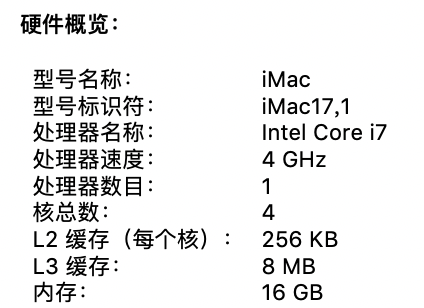 硬件概览：
型号名称： iMac
型号标识符： iMac17,1
处理器名称： Intel Core i7
处理器速度： 4 GHz
处理器数目： 1
核总数： 4
L2 缓存（每个核）： 256 KB
L3 缓存： 8 MB
内存： 16 GB